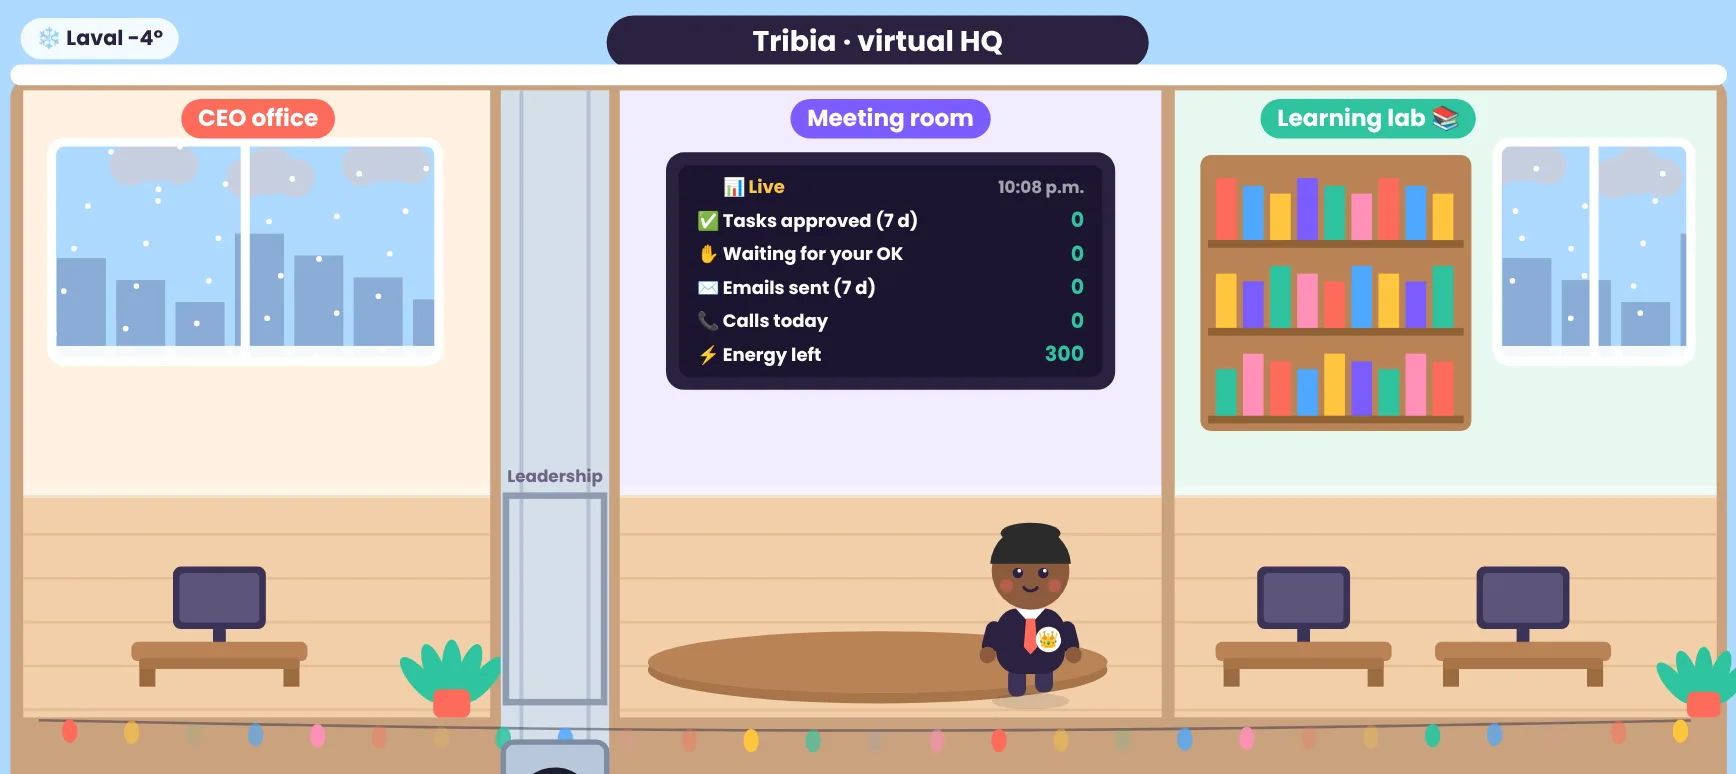 ❄️ Laval -4°
Tribia · virtual HQ
CEO office
Meeting room
Learning lab 📚
📊 Live 10:08 p.m.
✅ Tasks approved (7 d) 0
✋ Waiting for your OK 0
✉️ Emails sent (7 d) 0
📞 Calls today 0
⚡ Energy left 300
Leadership